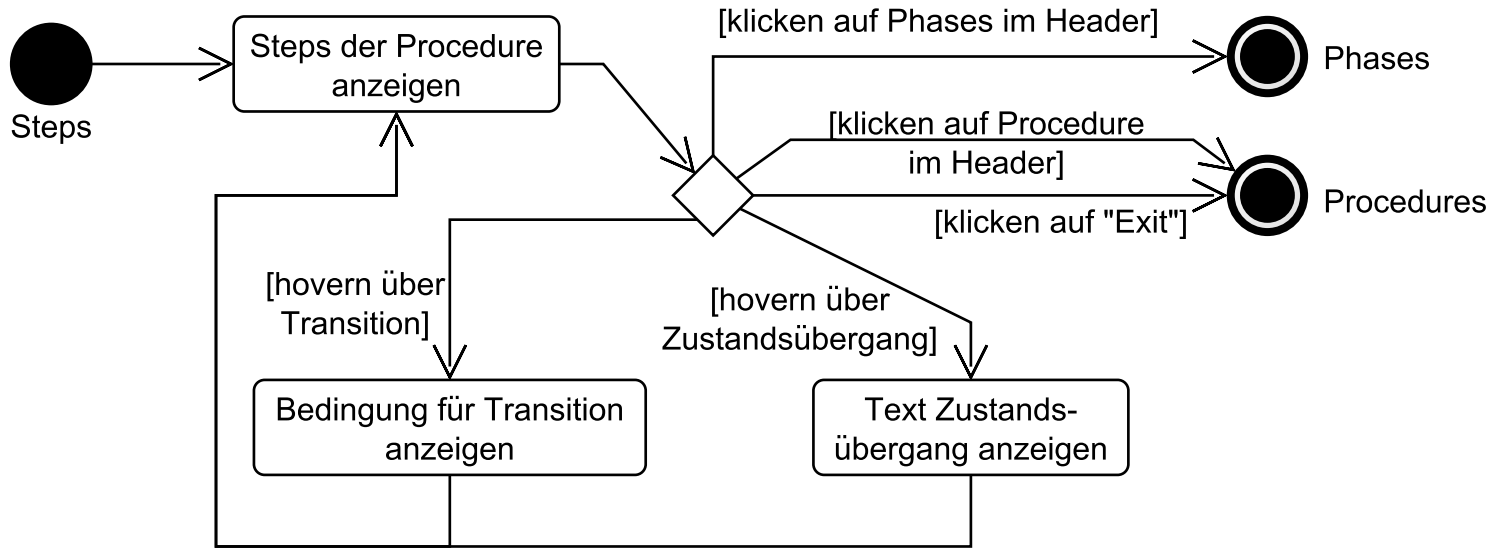 Steps
Steps der Procedure
anzeigen
[klicken auf Phases im Header]
Phases
[klicken auf Procedure
im Header]
[klicken auf "Exit"]
Procedures
[hovern über
Transition]
[hovern über
Zustandsübergang]
Bedingung für Transition
anzeigen
Text Zustands-
übergang anzeigen